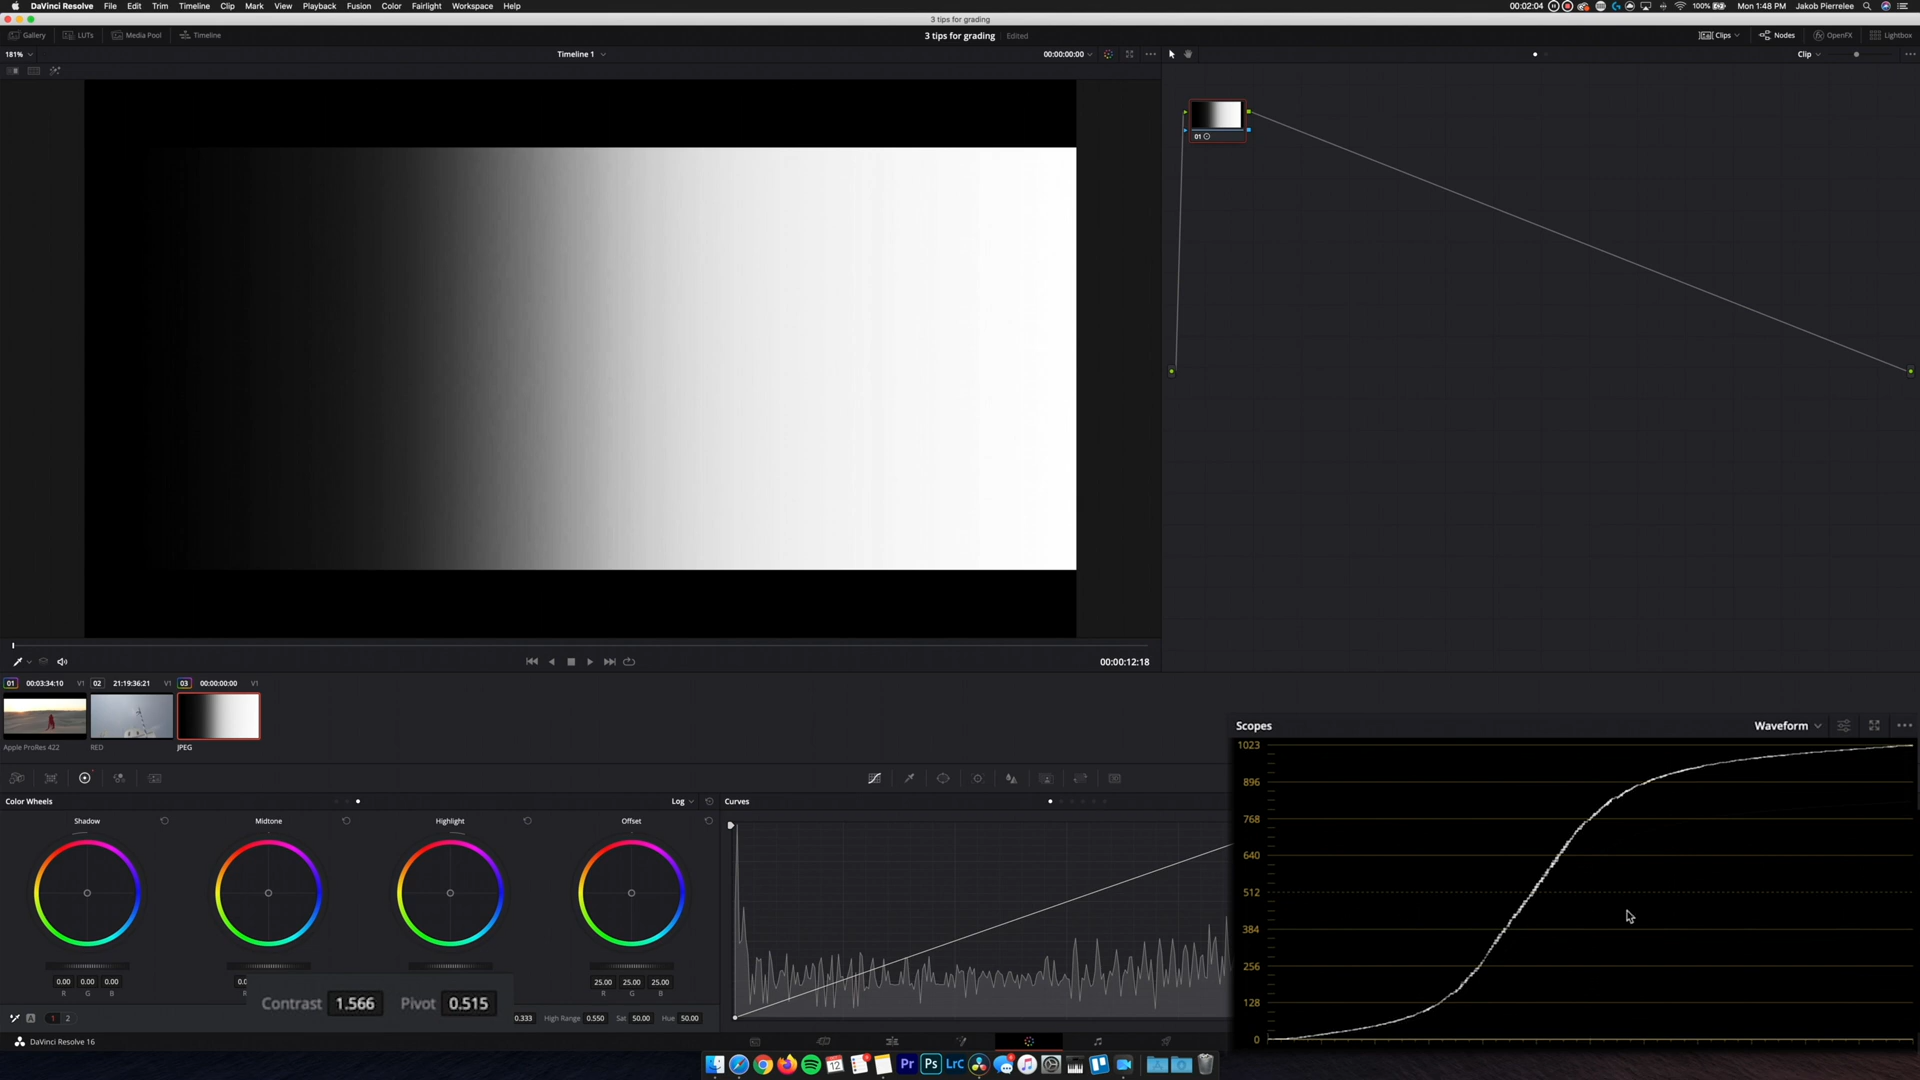 DaVinci Resolve File Edit Trim Timeline Clip Mark View Playback Fusion Color Fairlight Workspace Help 00:02:04 100% Mon 1:48 PM Jakob Pierrelee
3 tips for grading
Gallery LUTs Media Pool Timeline 3 tips for grading Edited Clips Nodes OpenFX Lightbox
181% Timeline 1 00:00:00:00 Clip
01
00:00:12:18
01 00:03:34:10 V1 02 21:19:36:21 V1 03 00:00:00:00 V1
Apple ProRes 422 RED JPEG
Scopes Waveform
Color Wheels Log Curves
Shadow Midtone Highlight Offset
1023
896
768
640
512
384
256
128
0
0.00 0.00 0.00 25.00 25.00 25.00
R G B R G B
Contrast 1.566 Pivot 0.515
A 1 2 0.333 High Range 0.550 Sat 50.00 Hue 50.00
DaVinci Resolve 16
12 Pr Ps LrC